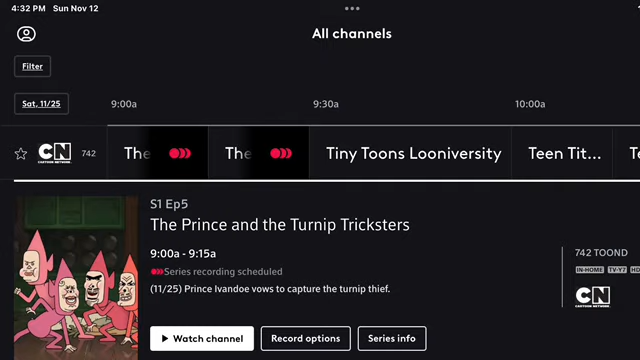 4:32 PM Sun Nov 12
All channels
Filter
Sat, 11/25
9:00a
9:30a
10:00a
CN
CARTOON NETWORK
742
The
The
Tiny Toons Looniversity
Teen Tit...
Te
S1 Ep5
The Prince and the Turnip Tricksters
9:00a - 9:15a
Series recording scheduled
(11/25) Prince Ivandoe vows to capture the turnip thief.
742 TOOND
IN-HOME TV-Y7 HD
CN
CARTOON NETWORK
Watch channel
Record options
Series info